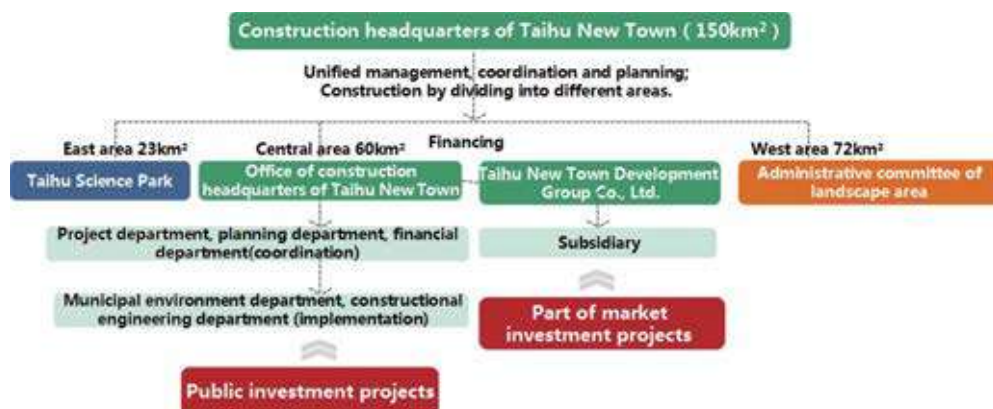 Construction headquarters of Taihu New Town ( 150km² )
Unified management, coordination and planning;
Construction by dividing into different areas.
East area 23km²
Central area 60km²
Financing
West area 72km²
Taihu Science Park
Office of construction
headquarters of Taihu New Town
Taihu New Town Development
Group Co., Ltd.
Administrative committee of
landscape area
Project department, planning department, financial
department(coordination)
Subsidiary
Municipal environment department, constructional
engineering department (implementation)
Part of market
investment projects
Public investment projects